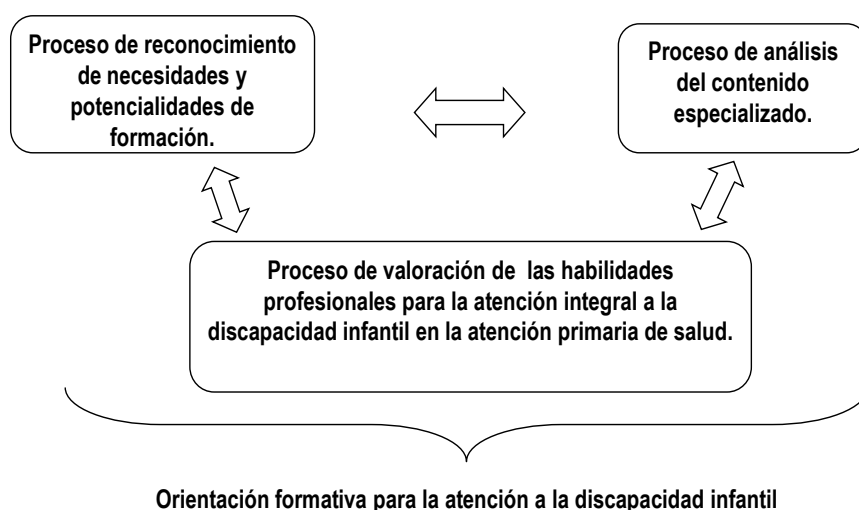 Proceso de reconocimiento
de necesidades y
potencialidades de
formación.
Proceso de análisis
del contenido
especializado.
Proceso de valoración de  las habilidades
profesionales para la atención integral a la
discapacidad infantil en la atención primaria de salud.
Orientación formativa para la atención a la discapacidad infantil